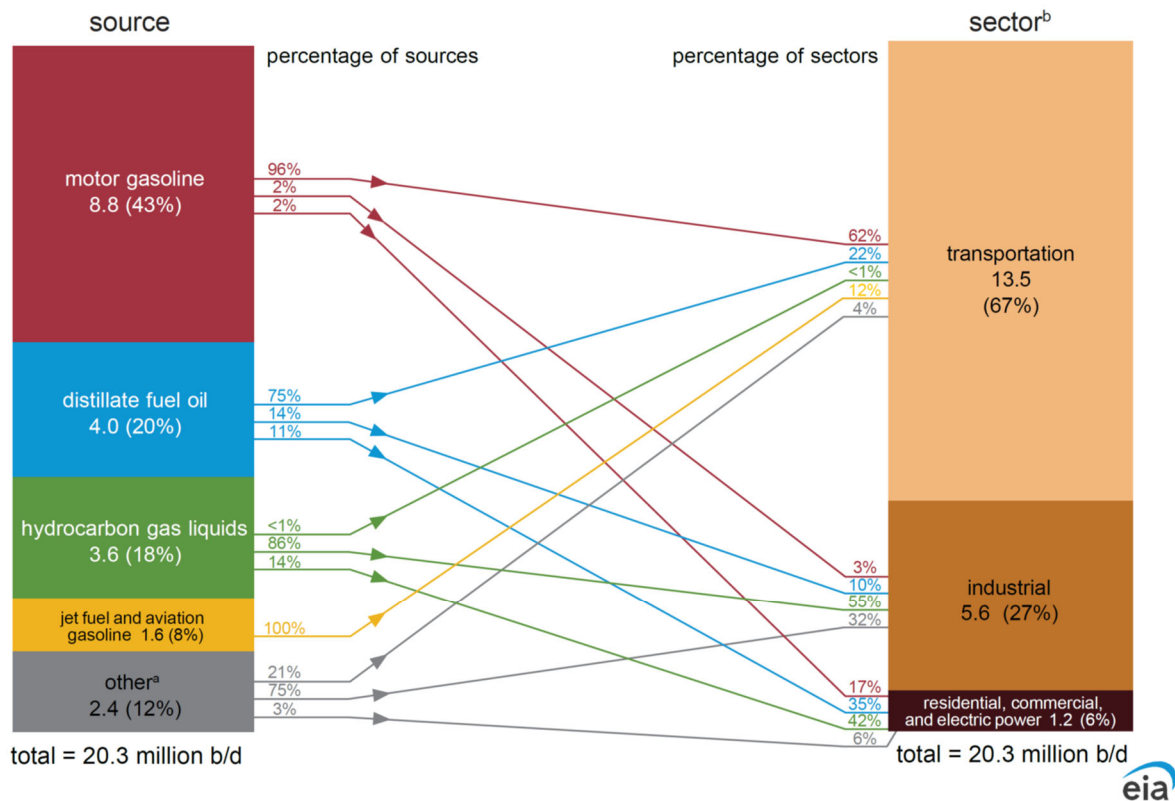 source
sectorᵇ
percentage of sources
percentage of sectors
motor gasoline
8.8 (43%)
96%
2%
2%
distillate fuel oil
4.0 (20%)
75%
14%
11%
hydrocarbon gas liquids
3.6 (18%)
<1%
86%
14%
jet fuel and aviation
gasoline 1.6 (8%)
100%
otherᵃ
2.4 (12%)
21%
75%
3%
total = 20.3 million b/d
62%
22%
<1%
12%
4%
transportation
13.5
(67%)
3%
10%
55%
32%
industrial
5.6 (27%)
17%
35%
42%
6%
residential, commercial,
and electric power 1.2 (6%)
total = 20.3 million b/d
eia